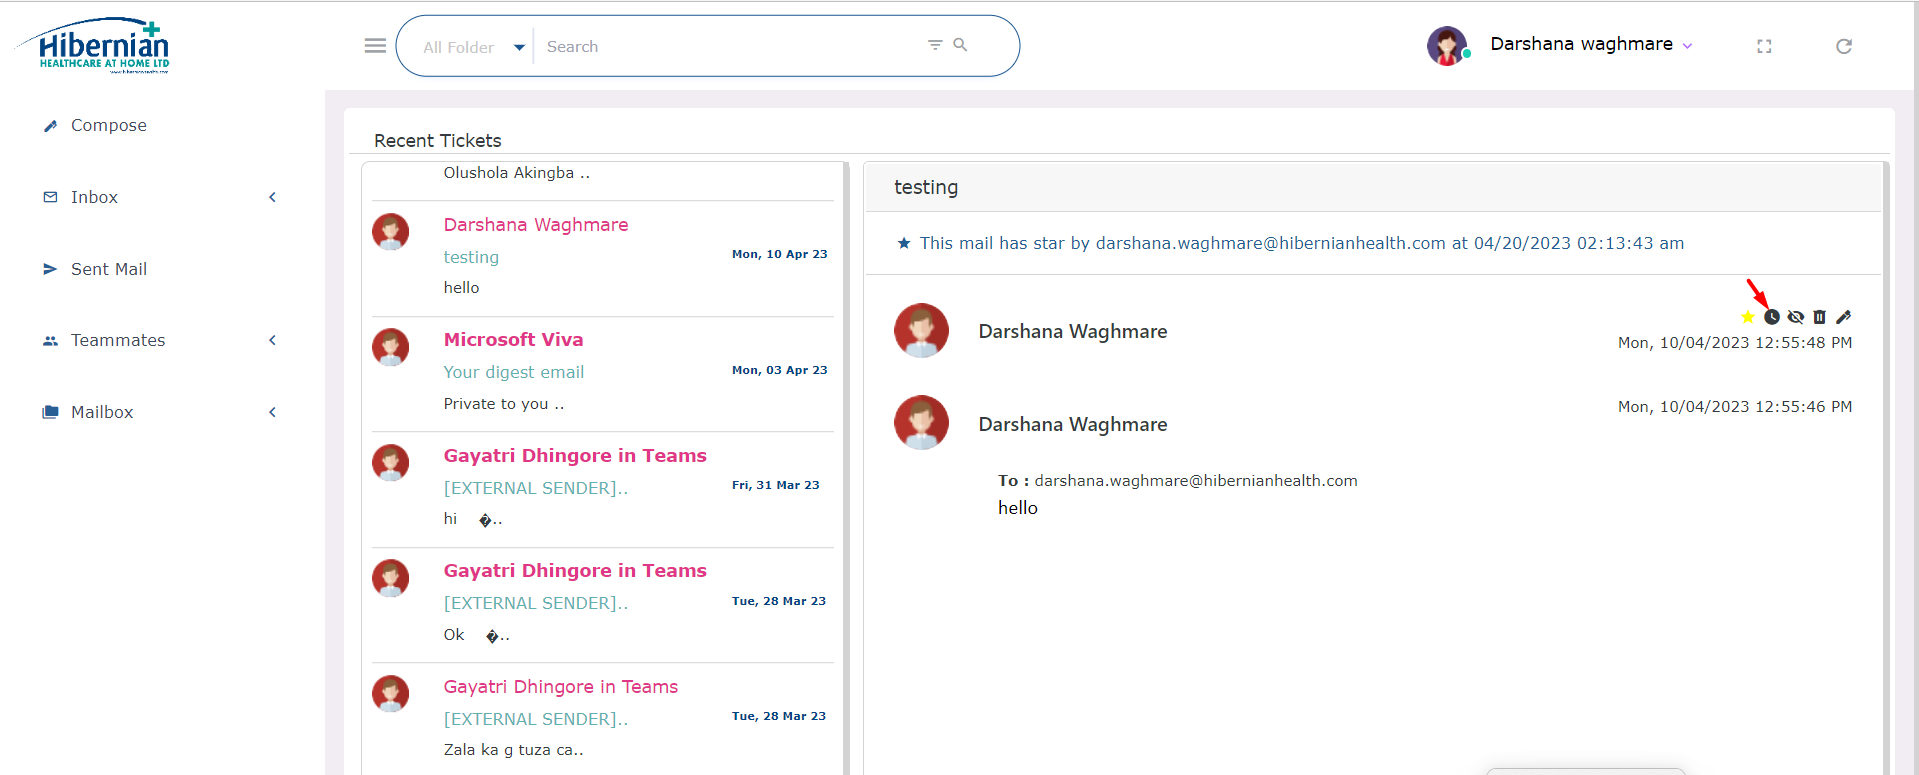 Hibernian
HEALTHCARE AT HOME LTD
All Folder
Search
Darshana waghmare
Compose
Inbox
Sent Mail
Teammates
Mailbox
Recent Tickets
Olushola Akingba ..
Darshana Waghmare
testing
Mon, 10 Apr 23
hello
Microsoft Viva
Your digest email
Mon, 03 Apr 23
Private to you ..
Gayatri Dhingore in Teams
[EXTERNAL SENDER]..
Fri, 31 Mar 23
hi �..
Gayatri Dhingore in Teams
[EXTERNAL SENDER]..
Tue, 28 Mar 23
Ok �..
Gayatri Dhingore in Teams
[EXTERNAL SENDER]..
Tue, 28 Mar 23
Zala ka g tuza ca..
testing
This mail has star by darshana.waghmare@hibernianhealth.com at 04/20/2023 02:13:43 am
Darshana Waghmare
Mon, 10/04/2023 12:55:48 PM
Darshana Waghmare
Mon, 10/04/2023 12:55:46 PM
To : darshana.waghmare@hibernianhealth.com
hello